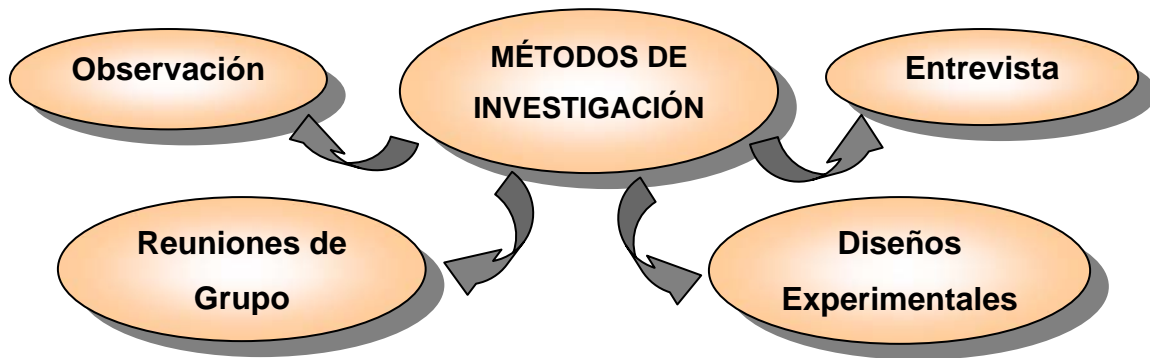 Observación
MÉTODOS DE
INVESTIGACIÓN
Entrevista
Reuniones de
Grupo
Diseños
Experimentales